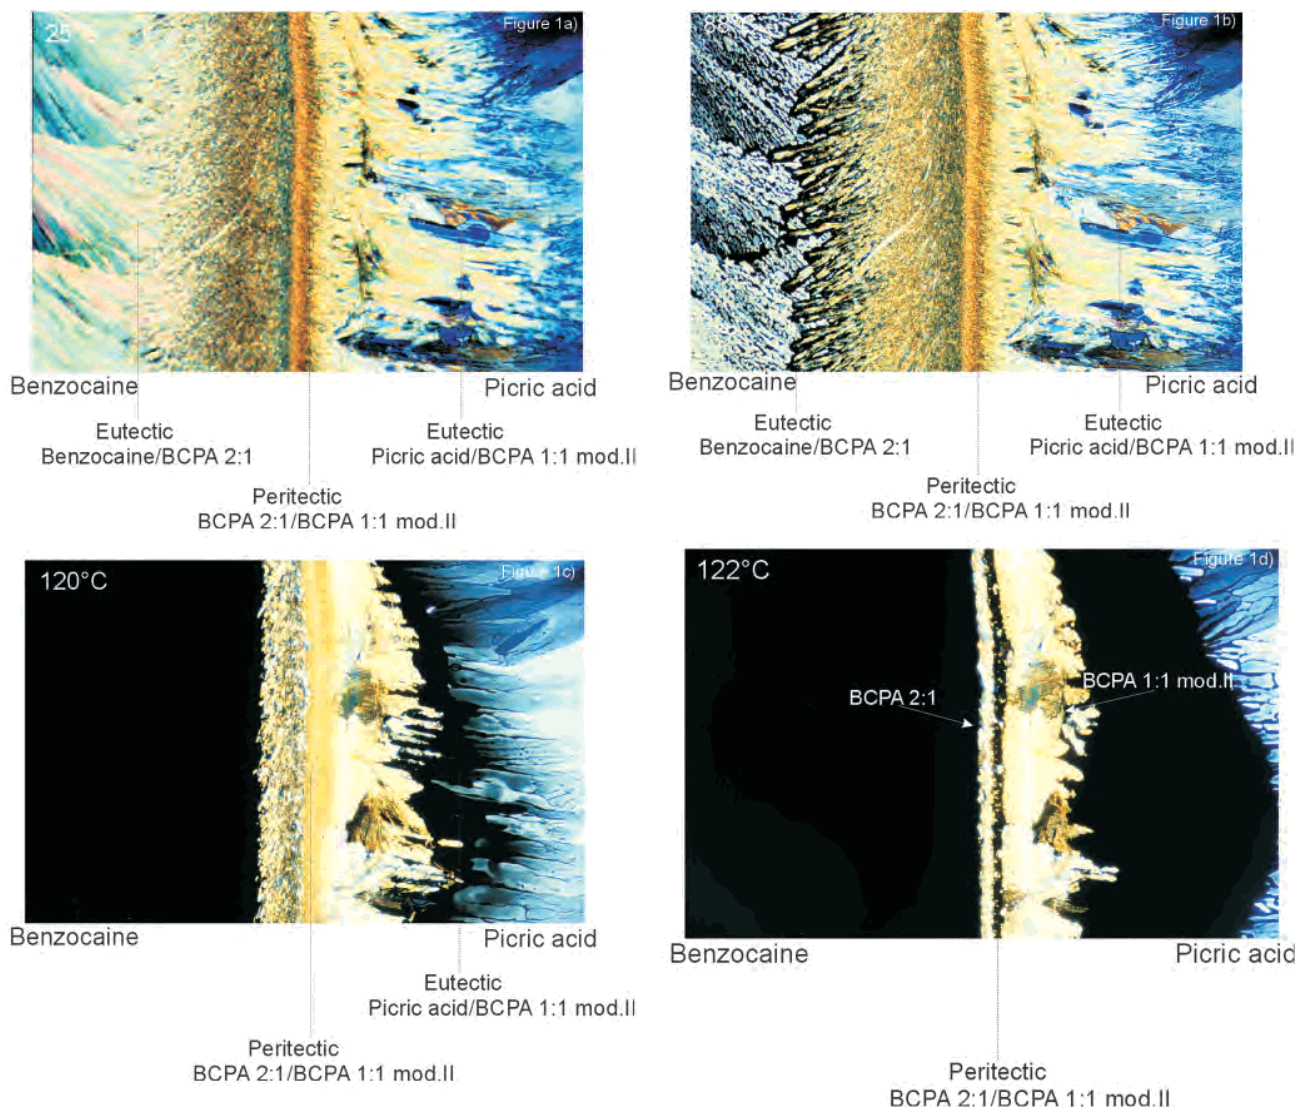 25
Figure 1a)
Benzocaine
Picric acid
Eutectic
Benzocaine/BCPA 2:1
Eutectic
Picric acid/BCPA 1:1 mod.II
Peritectic
BCPA 2:1/BCPA 1:1 mod.II
Figure 1b)
Benzocaine
Picric acid
Eutectic
Benzocaine/BCPA 2:1
Eutectic
Picric acid/BCPA 1:1 mod.II
Peritectic
BCPA 2:1/BCPA 1:1 mod.II
120°C
Figure 1c)
Benzocaine
Picric acid
Eutectic
Picric acid/BCPA 1:1 mod.II
Peritectic
BCPA 2:1/BCPA 1:1 mod.II
122°C
Figure 1d)
BCPA 2:1
BCPA 1:1 mod.II
Benzocaine
Picric acid
Peritectic
BCPA 2:1/BCPA 1:1 mod.II